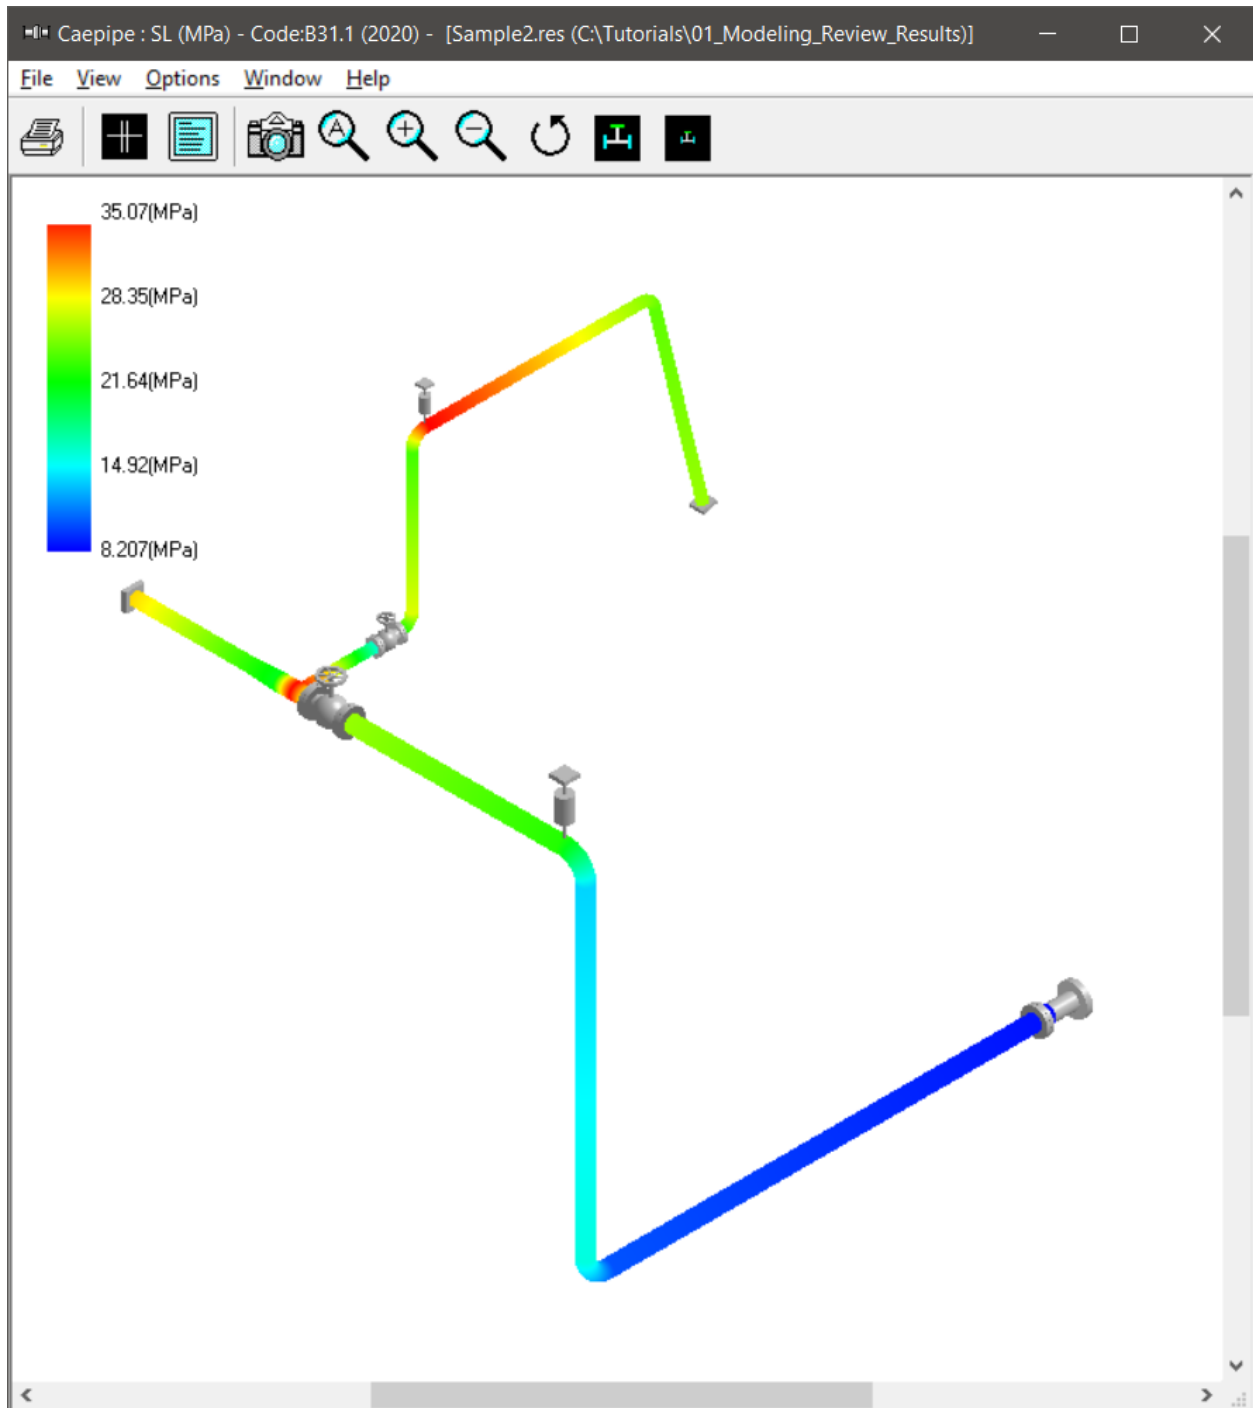 Caepipe : SL (MPa) - Code:B31.1 (2020) - [Sample2.res (C:\Tutorials\01_Modeling_Review_Results)]
File View Options Window Help
A
35.07(MPa)
28.35(MPa)
21.64(MPa)
14.92(MPa)
8.207(MPa)